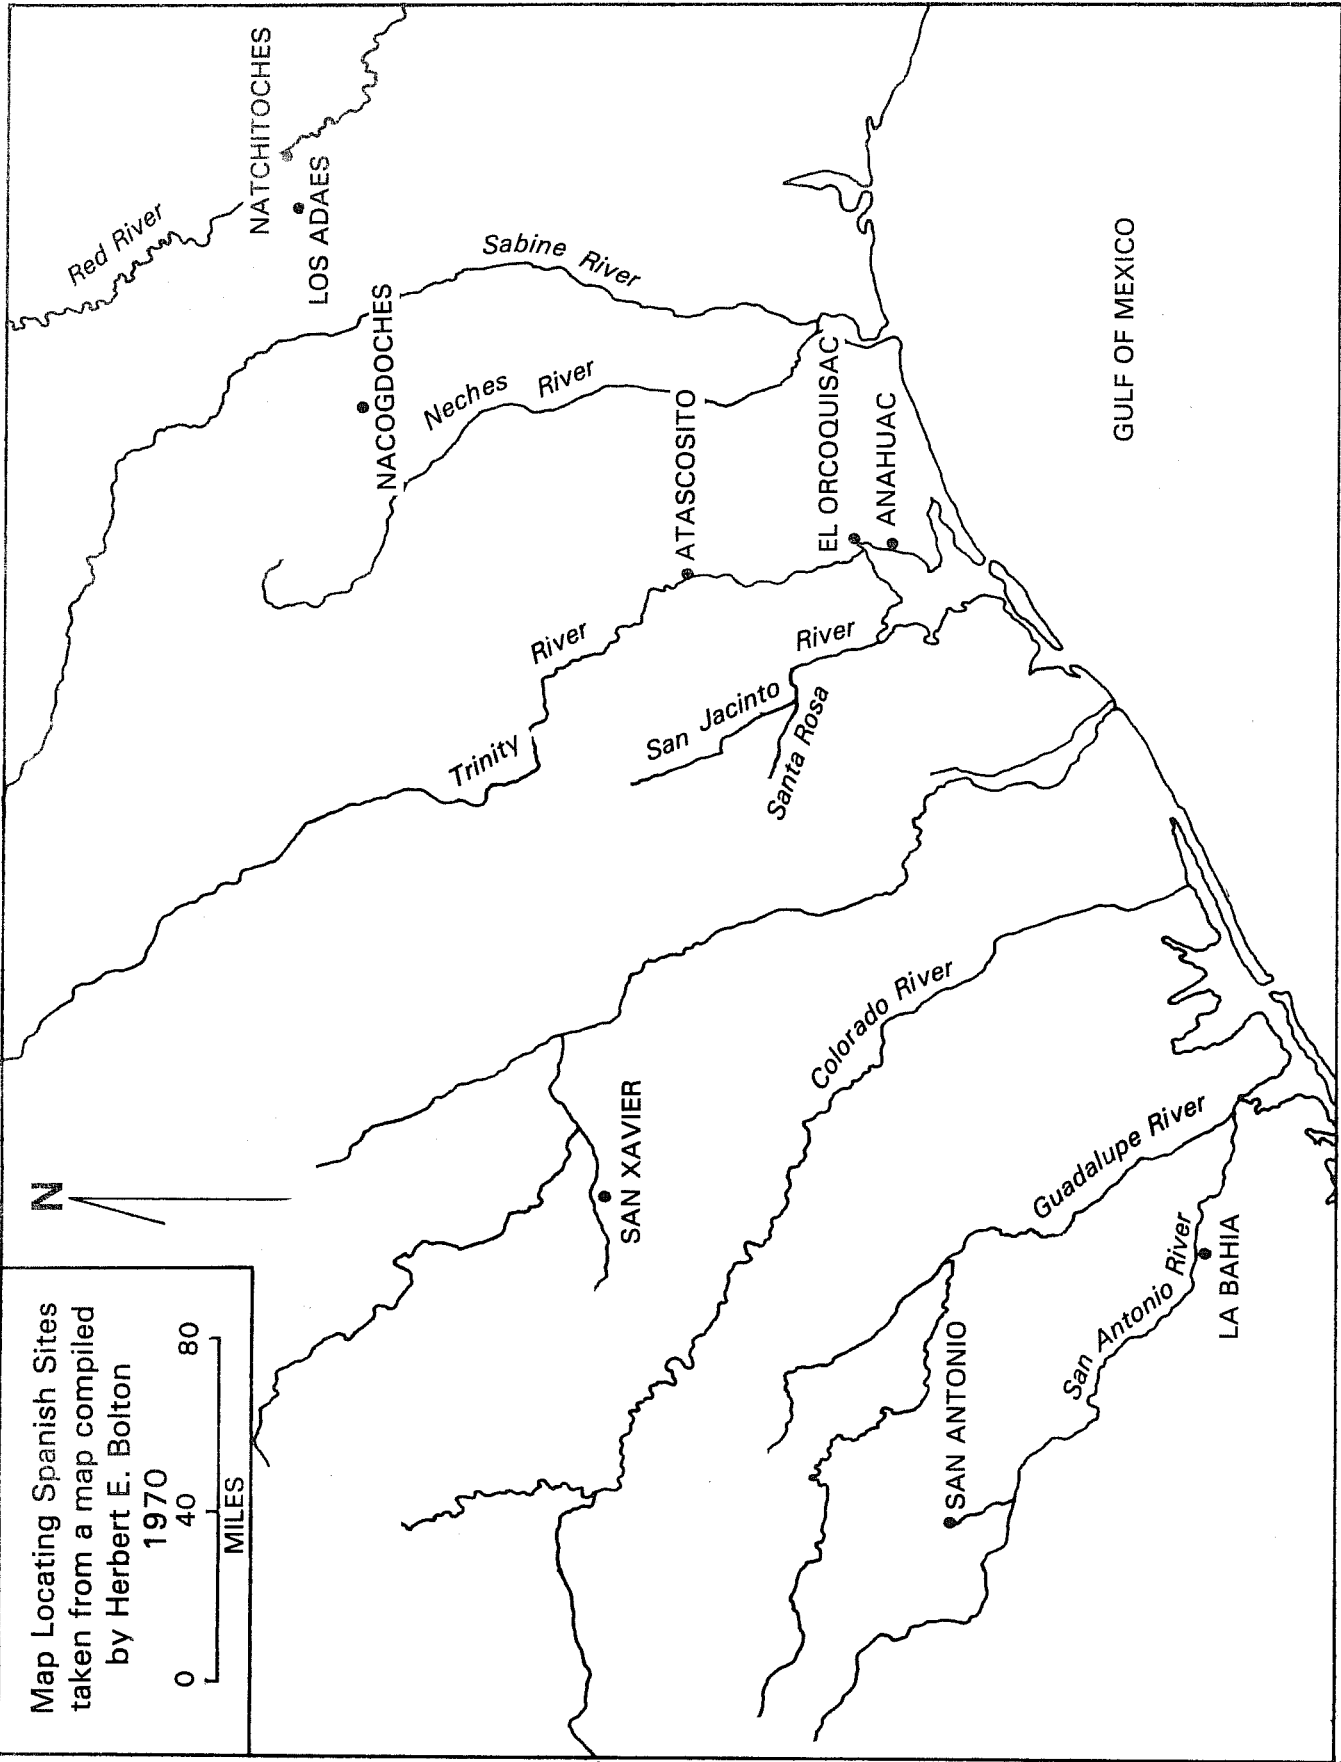 Map Locating Spanish Sites
taken from a map compiled
by Herbert E. Bolton
1970
0 40 80
MILES
N
Red River
NATCHITOCHES
LOS ADAES
Sabine River
NACOGDOCHES
Neches River
ATASCOSITO
EL ORCOQUISAC
ANAHUAC
Trinity River
San Jacinto River
Santa Rosa
GULF OF MEXICO
SAN XAVIER
Colorado River
Guadalupe River
San Antonio River
SAN ANTONIO
LA BAHIA